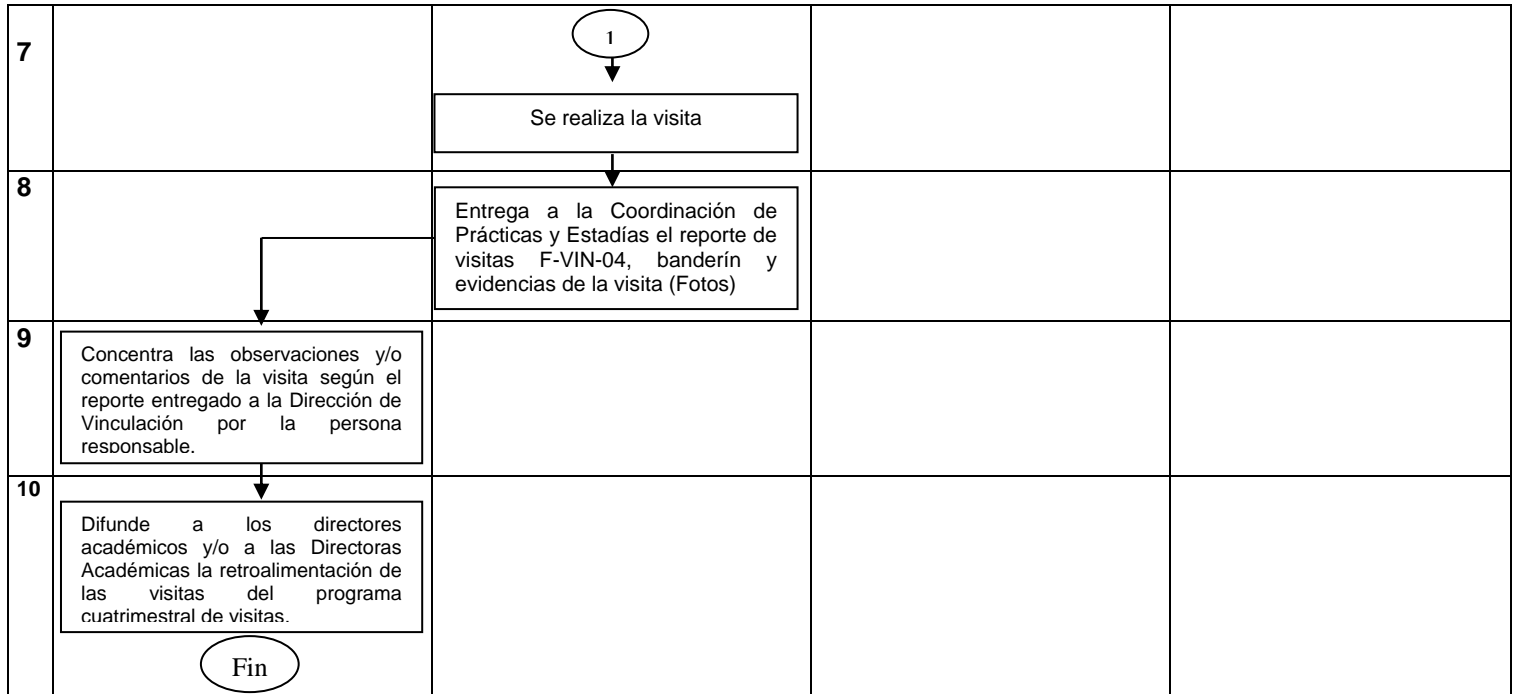 7
1
Se realiza la visita
8
Entrega a la Coordinación de
Prácticas y Estadías el reporte de
visitas F-VIN-04, banderín y
evidencias de la visita (Fotos)
9
Concentra las observaciones y/o
comentarios de la visita según el
reporte entregado a la Dirección de
Vinculación por la persona
responsable.
10
Difunde a los directores
académicos y/o a las Directoras
Académicas la retroalimentación de
las visitas del programa
cuatrimestral de visitas.
Fin